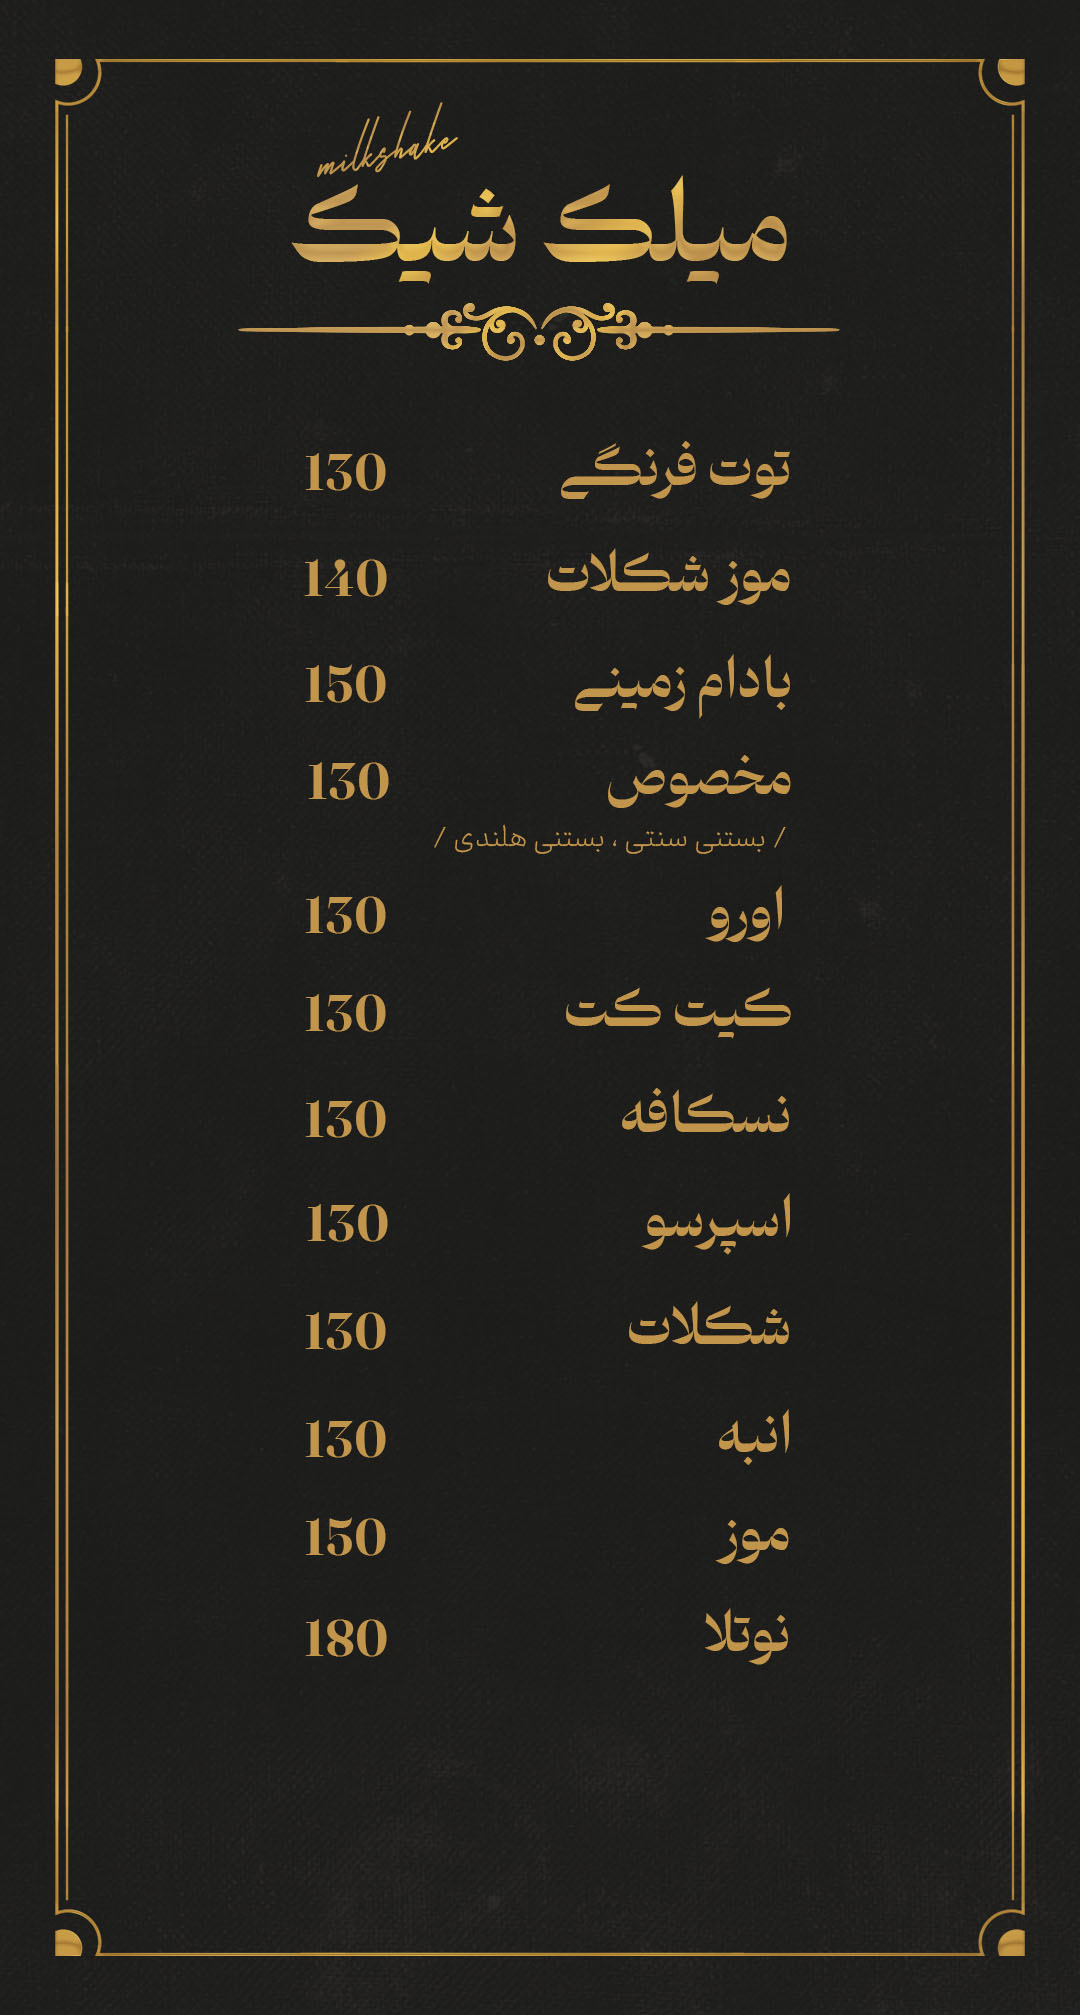 milkshake
میلک شیک
توت فرنگی 130
موز شکلات 140
بادام زمینی 150
مخصوص 130
/ بستنی سنتی ، بستنی هلندی /
اورو 130
کیت کت 130
نسکافه 130
اسپرسو 130
شکلات 130
انبه 130
موز 150
نوتلا 180